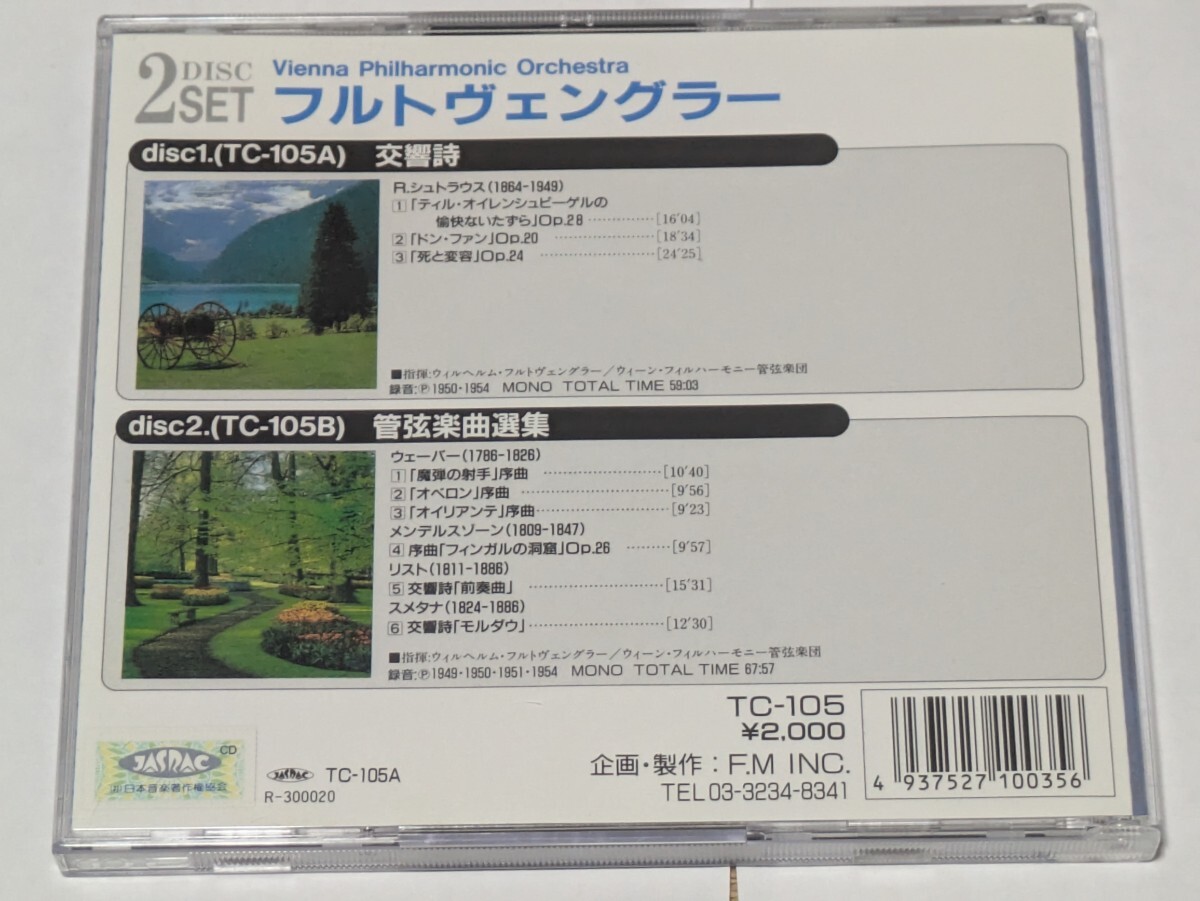 2 DISC SET
Vienna Philharmonic Orchestra
フルトヴェングラー
disc1.(TC-105A) 交響詩
R.シュトラウス(1864-1949)
1 「ティル・オイレンシュピーゲルの
愉快ないたずら」Op.28 ·············[16′04]
2 「ドン・ファン」Op.20 ···················[18′34]
3 「死と変容」Op.24 ······················[24′25]
■指揮:ウィルヘルム・フルトヴェングラー/ウィーン・フィルハーモニー管弦楽団
録音:Ⓟ1950・1954 MONO TOTAL TIME 59:03
disc2.(TC-105B) 管弦楽曲選集
ウェーバー(1786-1826)
1 「魔弾の射手」序曲 ·······················[10′40]
2 「オベロン」序曲 ····························[9′56]
3 「オイリアンテ」序曲·························[9′23]
メンデルスゾーン(1809-1847)
4 序曲「フィンガルの洞窟」Op.26 ·········[9′57]
リスト(1811-1886)
5 交響詩「前奏曲」 ··························[15′31]
スメタナ(1824-1886)
6 交響詩「モルダウ」··························[12′30]
■指揮:ウィルヘルム・フルトヴェングラー/ウィーン・フィルハーモニー管弦楽団
録音:Ⓟ1949・1950・1951・1954 MONO TOTAL TIME 67:57
TC-105
¥2,000
企画・製作:F.M INC.
TEL 03-3234-8341
4 937527 100356
CD
JASRAC
㈳日本音楽著作権協会
JASRAC TC-105A
R-300020